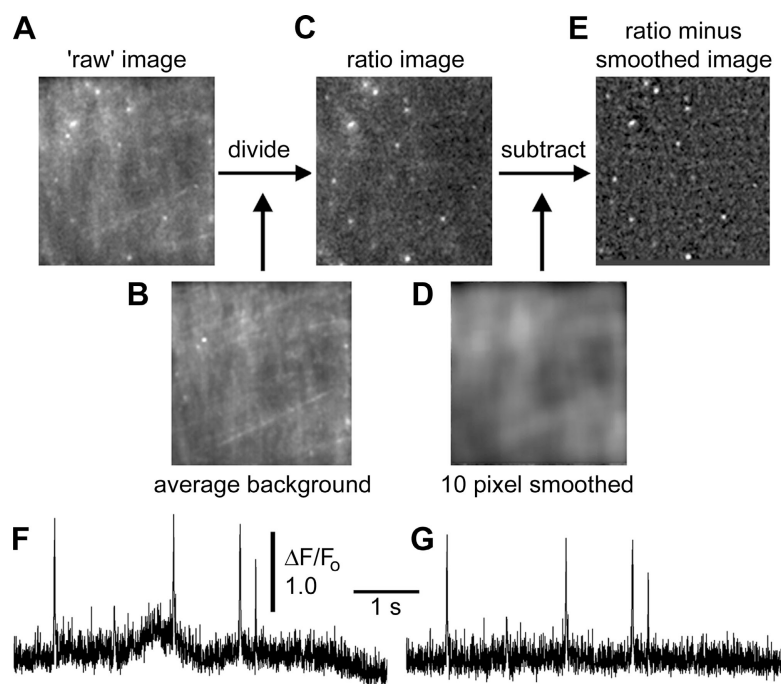 A
'raw' image
divide
B
average background
C
ratio image
subtract
D
10 pixel smoothed
E
ratio minus
smoothed image
F
ΔF/Fo
1.0
1 s
G